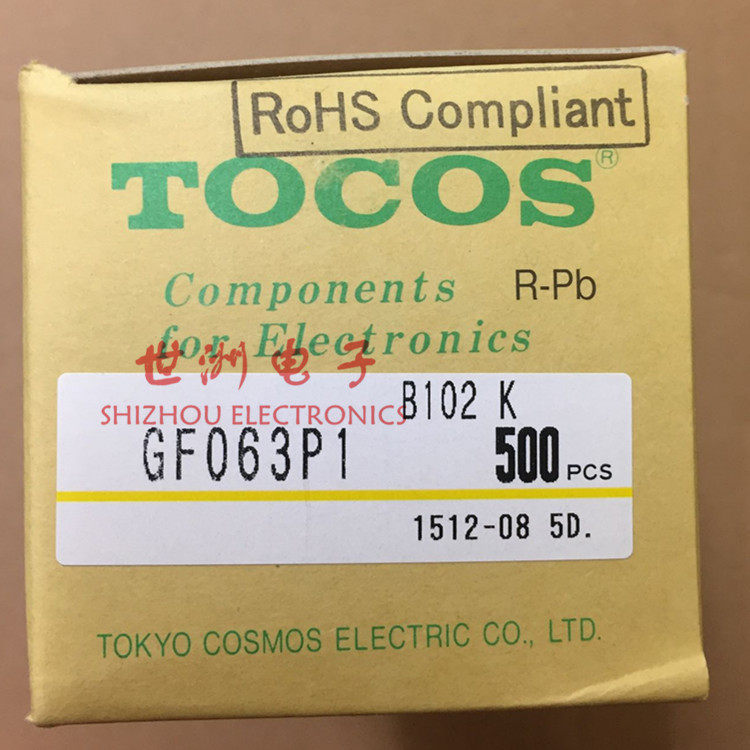 RoHS Compliant
TOCOS®
Components R-Pb
for Electronics
世洲电子
SHIZHOU ELECTRONICS
B102 K
GF063P1 500 PCS
1512-08 5D.
TOKYO COSMOS ELECTRIC CO., LTD.